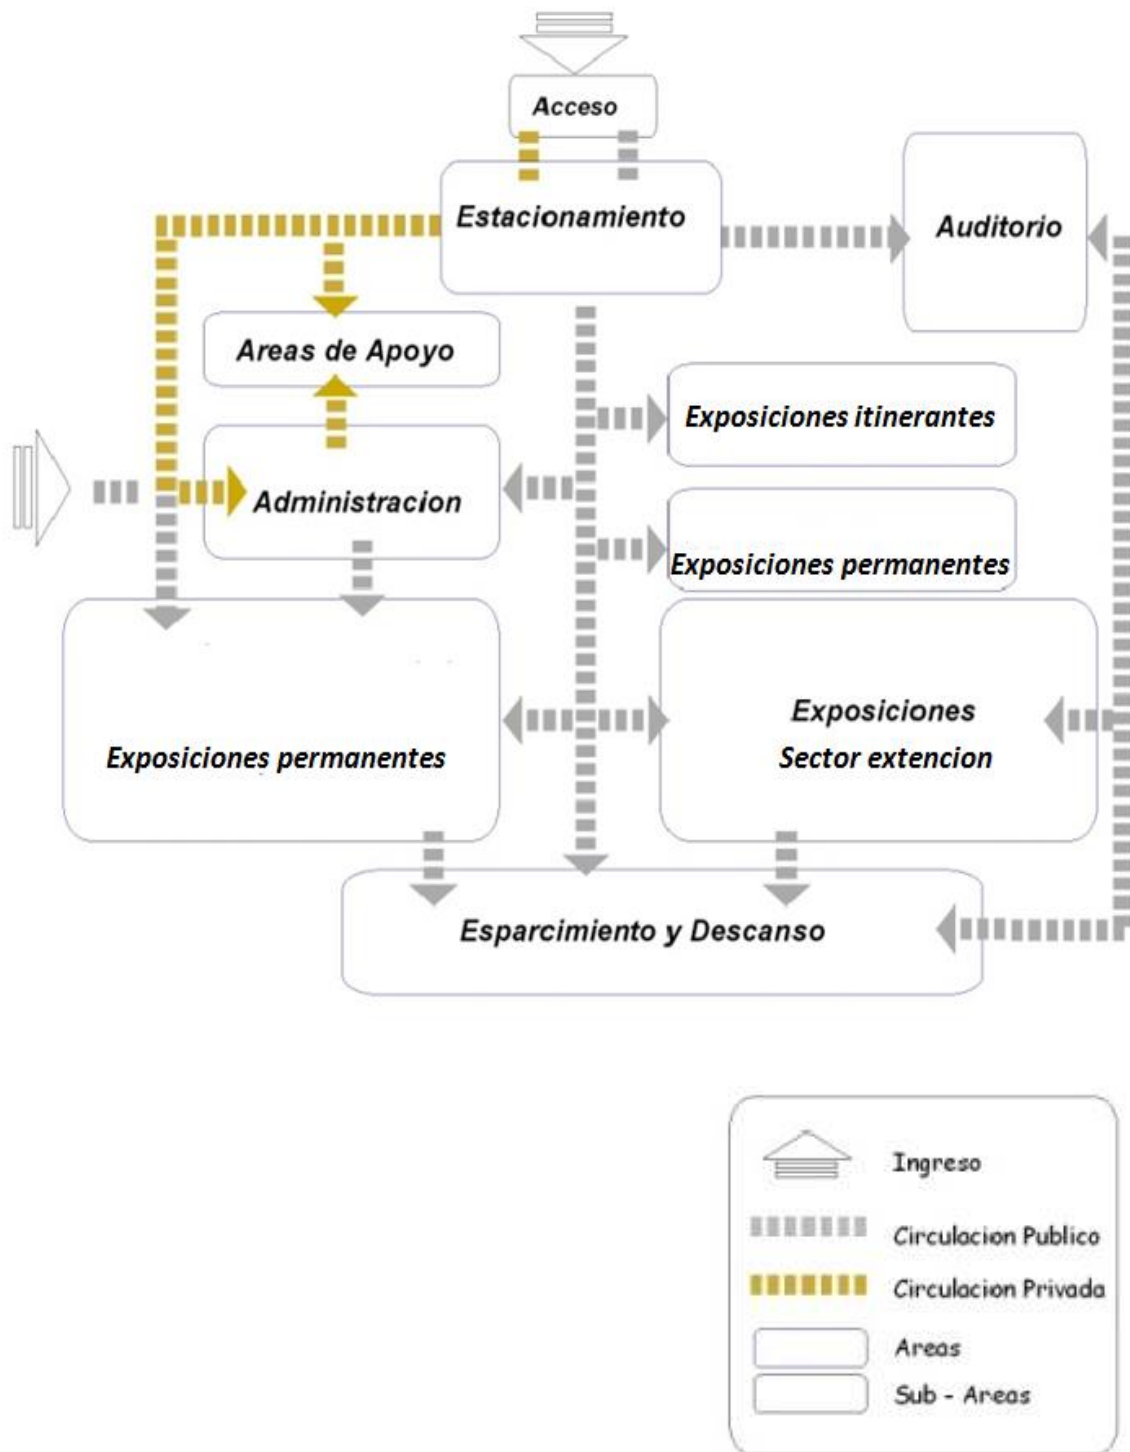 Acceso
Estacionamiento
Auditorio
Areas de Apoyo
Exposiciones itinerantes
Administracion
Exposiciones permanentes
Exposiciones permanentes
Exposiciones
Sector extencion
Esparcimiento y Descanso
Ingreso
Circulacion Publico
Circulacion Privada
Areas
Sub - Areas